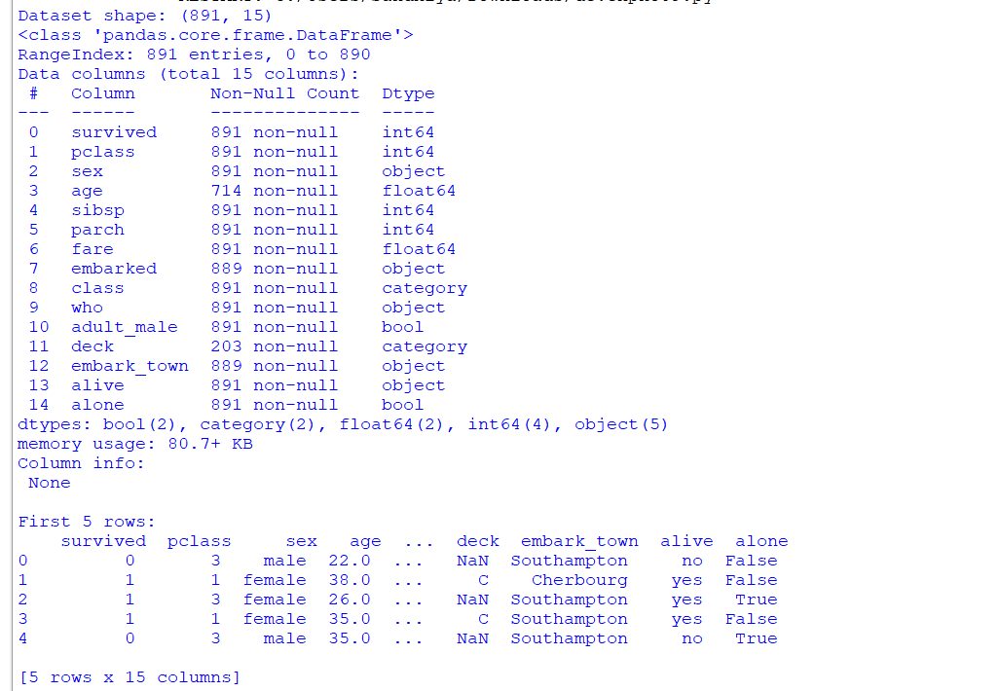 Dataset shape: (891, 15)
<class 'pandas.core.frame.DataFrame'>
RangeIndex: 891 entries, 0 to 890
Data columns (total 15 columns):
 #   Column       Non-Null Count  Dtype
---  ------       --------------  -----
 0   survived     891 non-null    int64
 1   pclass       891 non-null    int64
 2   sex          891 non-null    object
 3   age          714 non-null    float64
 4   sibsp        891 non-null    int64
 5   parch        891 non-null    int64
 6   fare         891 non-null    float64
 7   embarked     889 non-null    object
 8   class        891 non-null    category
 9   who          891 non-null    object
 10  adult_male   891 non-null    bool
 11  deck         203 non-null    category
 12  embark_town  889 non-null    object
 13  alive        891 non-null    object
 14  alone        891 non-null    bool
dtypes: bool(2), category(2), float64(2), int64(4), object(5)
memory usage: 80.7+ KB
Column info:
 None
First 5 rows:
    survived  pclass     sex   age  ...  deck  embark_town  alive  alone
0          0       3    male  22.0  ...   NaN  Southampton     no  False
1          1       1  female  38.0  ...     C    Cherbourg    yes  False
2          1       3  female  26.0  ...   NaN  Southampton    yes   True
3          1       1  female  35.0  ...     C  Southampton    yes  False
4          0       3    male  35.0  ...   NaN  Southampton     no   True
[5 rows x 15 columns]